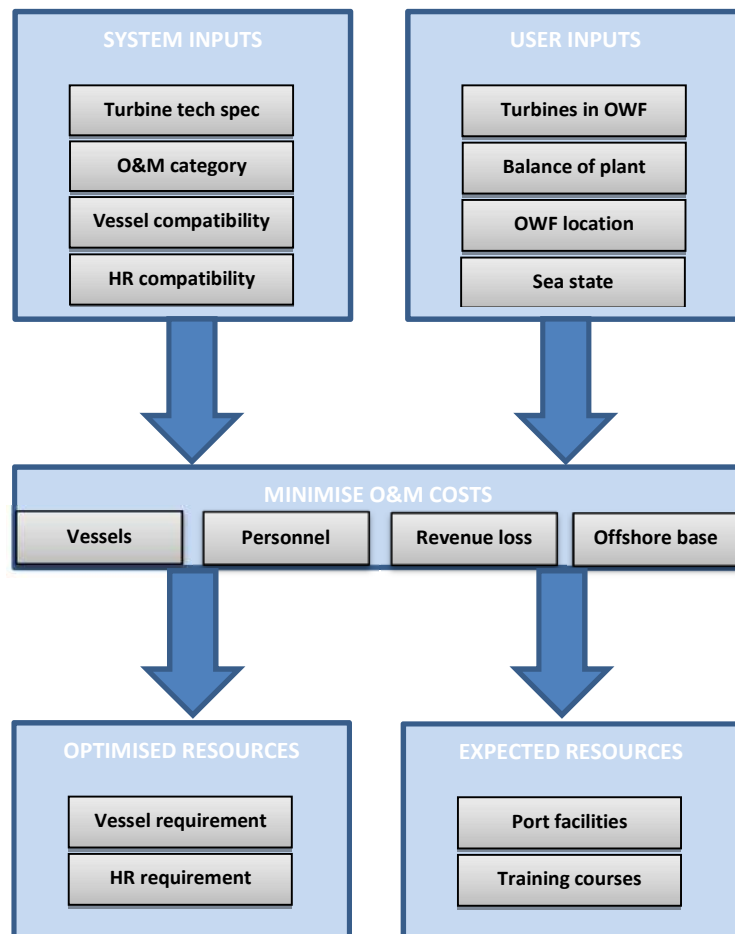 SYSTEM INPUTS
Turbine tech spec
O&M category
Vessel compatibility
HR compatibility
USER INPUTS
Turbines in OWF
Balance of plant
OWF location
Sea state
MINIMISE O&M COSTS
Vessels
Personnel
Revenue loss
Offshore base
OPTIMISED RESOURCES
Vessel requirement
HR requirement
EXPECTED RESOURCES
Port facilities
Training courses